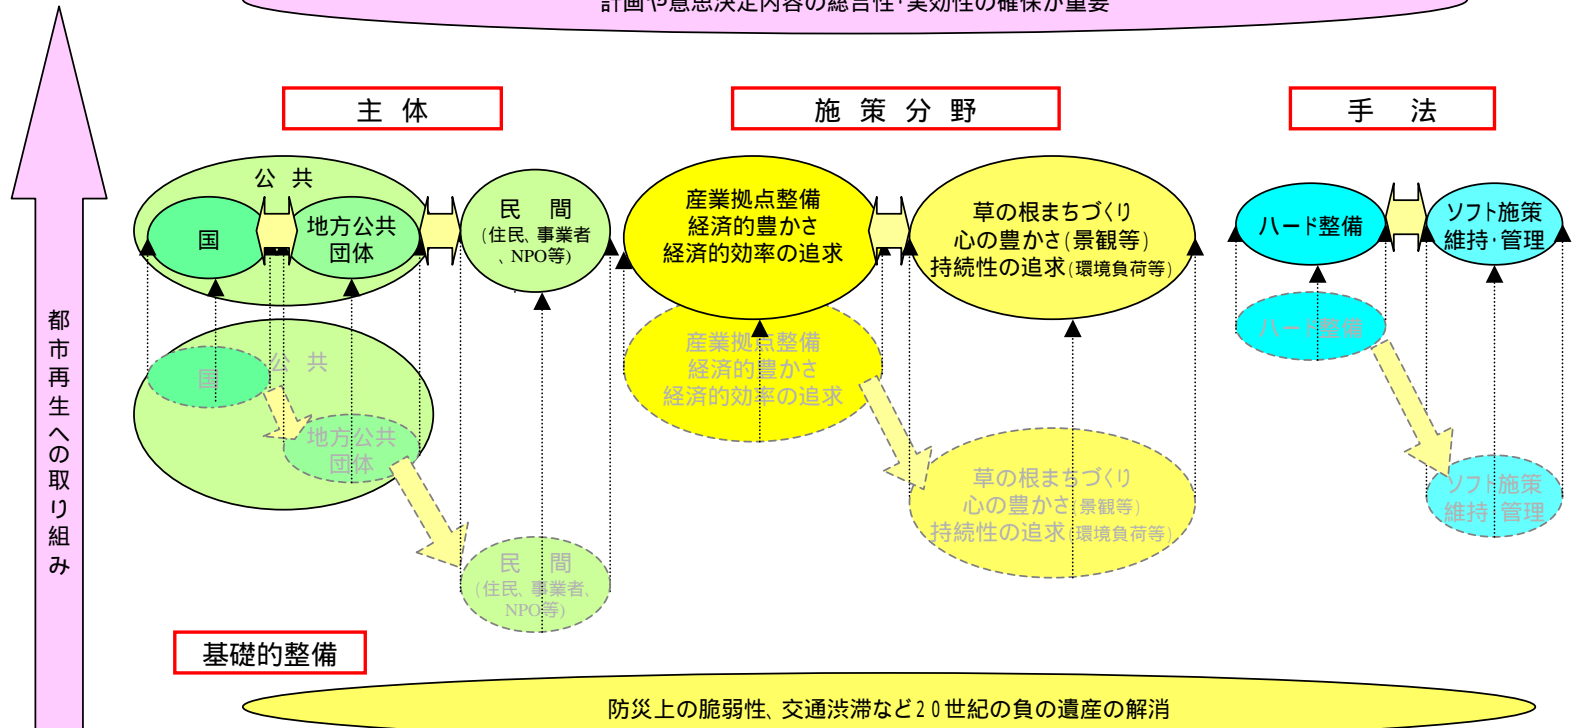 計画や意思決定内容の総合性・実効性の確保が重要
主 体
施 策 分 野
手 法
公 共
国
地方公共
団体
民 間
(住民、事業者
、NPO等)
産業拠点整備
経済的豊かさ
経済的効率の追求
草の根まちづくり
心の豊かさ(景観等)
持続性の追求(環境負荷等)
ハード整備
ソフト施策
維持・管理
公 共
国
地方公共
団体
民 間
(住民、事業者、
NPO等)
産業拠点整備
経済的豊かさ
経済的効率の追求
草の根まちづくり
心の豊かさ(景観等)
持続性の追求(環境負荷等)
ハード整備
ソフト施策
維持・管理
都市再生への取り組み
基礎的整備
防災上の脆弱性、交通渋滞など20世紀の負の遺産の解消